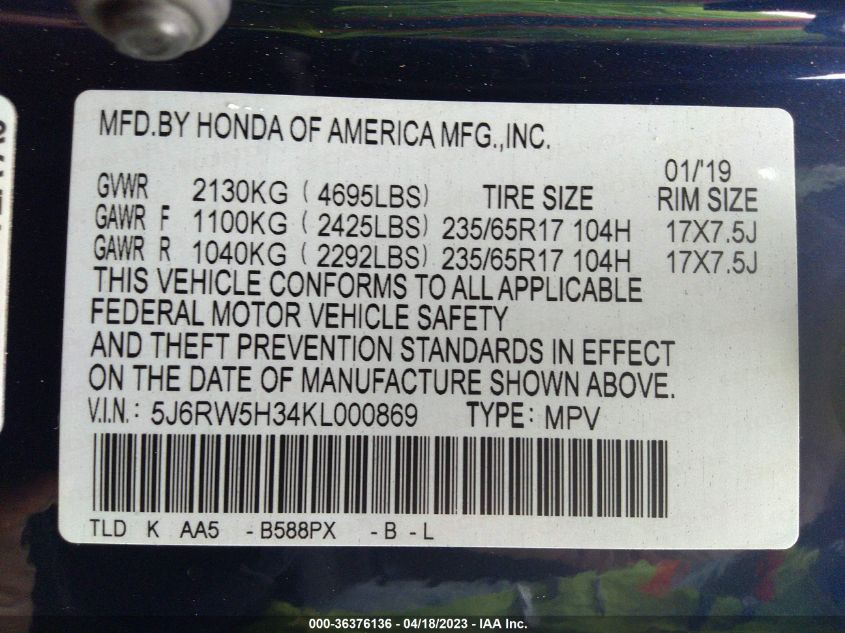 MFD.BY HONDA OF AMERICA MFG.,INC.
01/'19
GVWR 2130KG ( 4695LBS) TIRE SIZE RIM SIZE
GAWR F 1100KG ( 2425LBS) 235/65R17 104H 17X7.5J
GAWR R 1040KG ( 2292LBS) 235/65R17 104H 17X7.5J
THIS VEHICLE CONFORMS TO ALL APPLICABLE
FEDERAL MOTOR VEHICLE SAFETY
AND THEFT PREVENTION STANDARDS IN EFFECT
ON THE DATE OF MANUFACTURE SHOWN ABOVE.
V.I.N.: 5J6RW5H34KL000869 TYPE: MPV
TLD K AA5 -B588PX -B -L
000-36376136 - 04/18/2023 - IAA Inc.